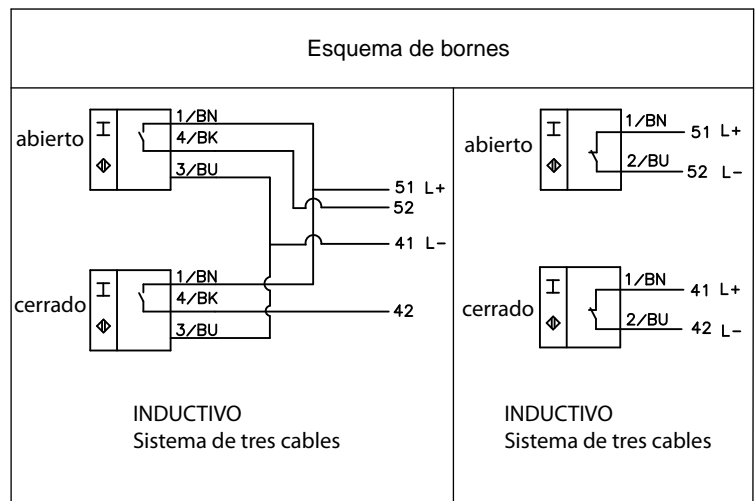 Esquema de bornes
abierto
I
1/BN
4/BK
3/BU
51 L+
52
41 L-
cerrado
I
1/BN
4/BK
3/BU
42
INDUCTIVO
Sistema de tres cables
abierto
I
1/BN
2/BU
51 L+
52 L-
cerrado
I
1/BN
2/BU
41 L+
42 L-
INDUCTIVO
Sistema de tres cables